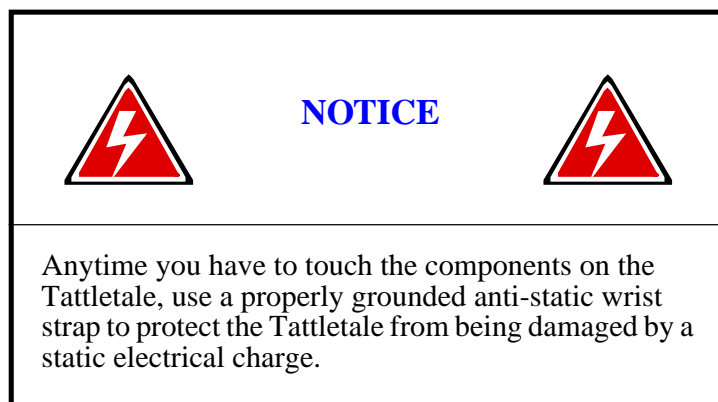 NOTICE
Anytime you have to touch the components on the
Tattletale, use a properly grounded anti-static wrist
strap to protect the Tattletale from being damaged by a
static electrical charge.